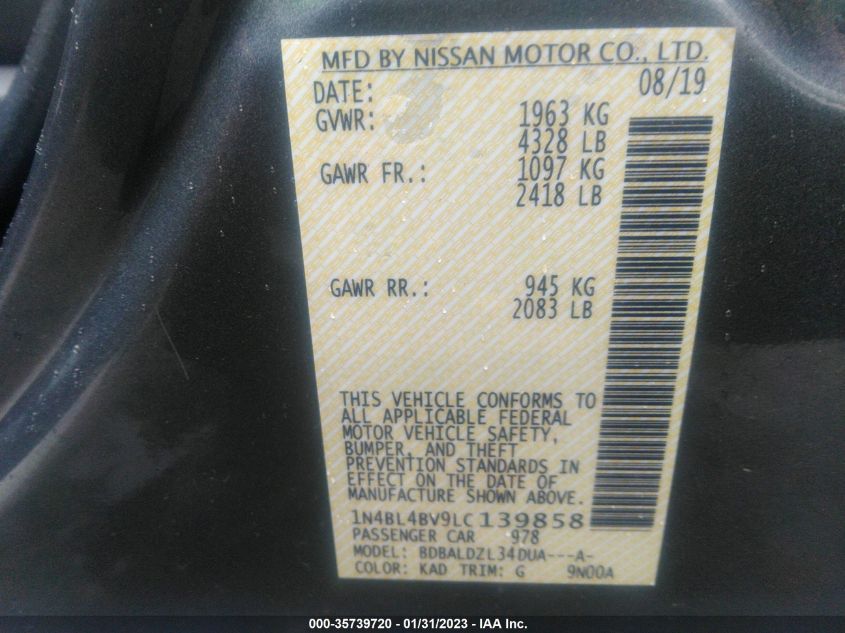 MFD BY NISSAN MOTOR CO., LTD.
DATE: 08/19
GVWR: 1963 KG
4328 LB
GAWR FR.: 1097 KG
2418 LB
GAWR RR.: 945 KG
2083 LB
THIS VEHICLE CONFORMS TO
ALL APPLICABLE FEDERAL
MOTOR VEHICLE SAFETY,
BUMPER, AND THEFT
PREVENTION STANDARDS IN
EFFECT ON THE DATE OF
MANUFACTURE SHOWN ABOVE.
1N4BL4BV9LC139858
PASSENGER CAR 978
MODEL: BDBALDZL34DUA---A-
COLOR: KAD TRIM: G 9N00A
000-35739720 — 01/31/2023 — IAA Inc.